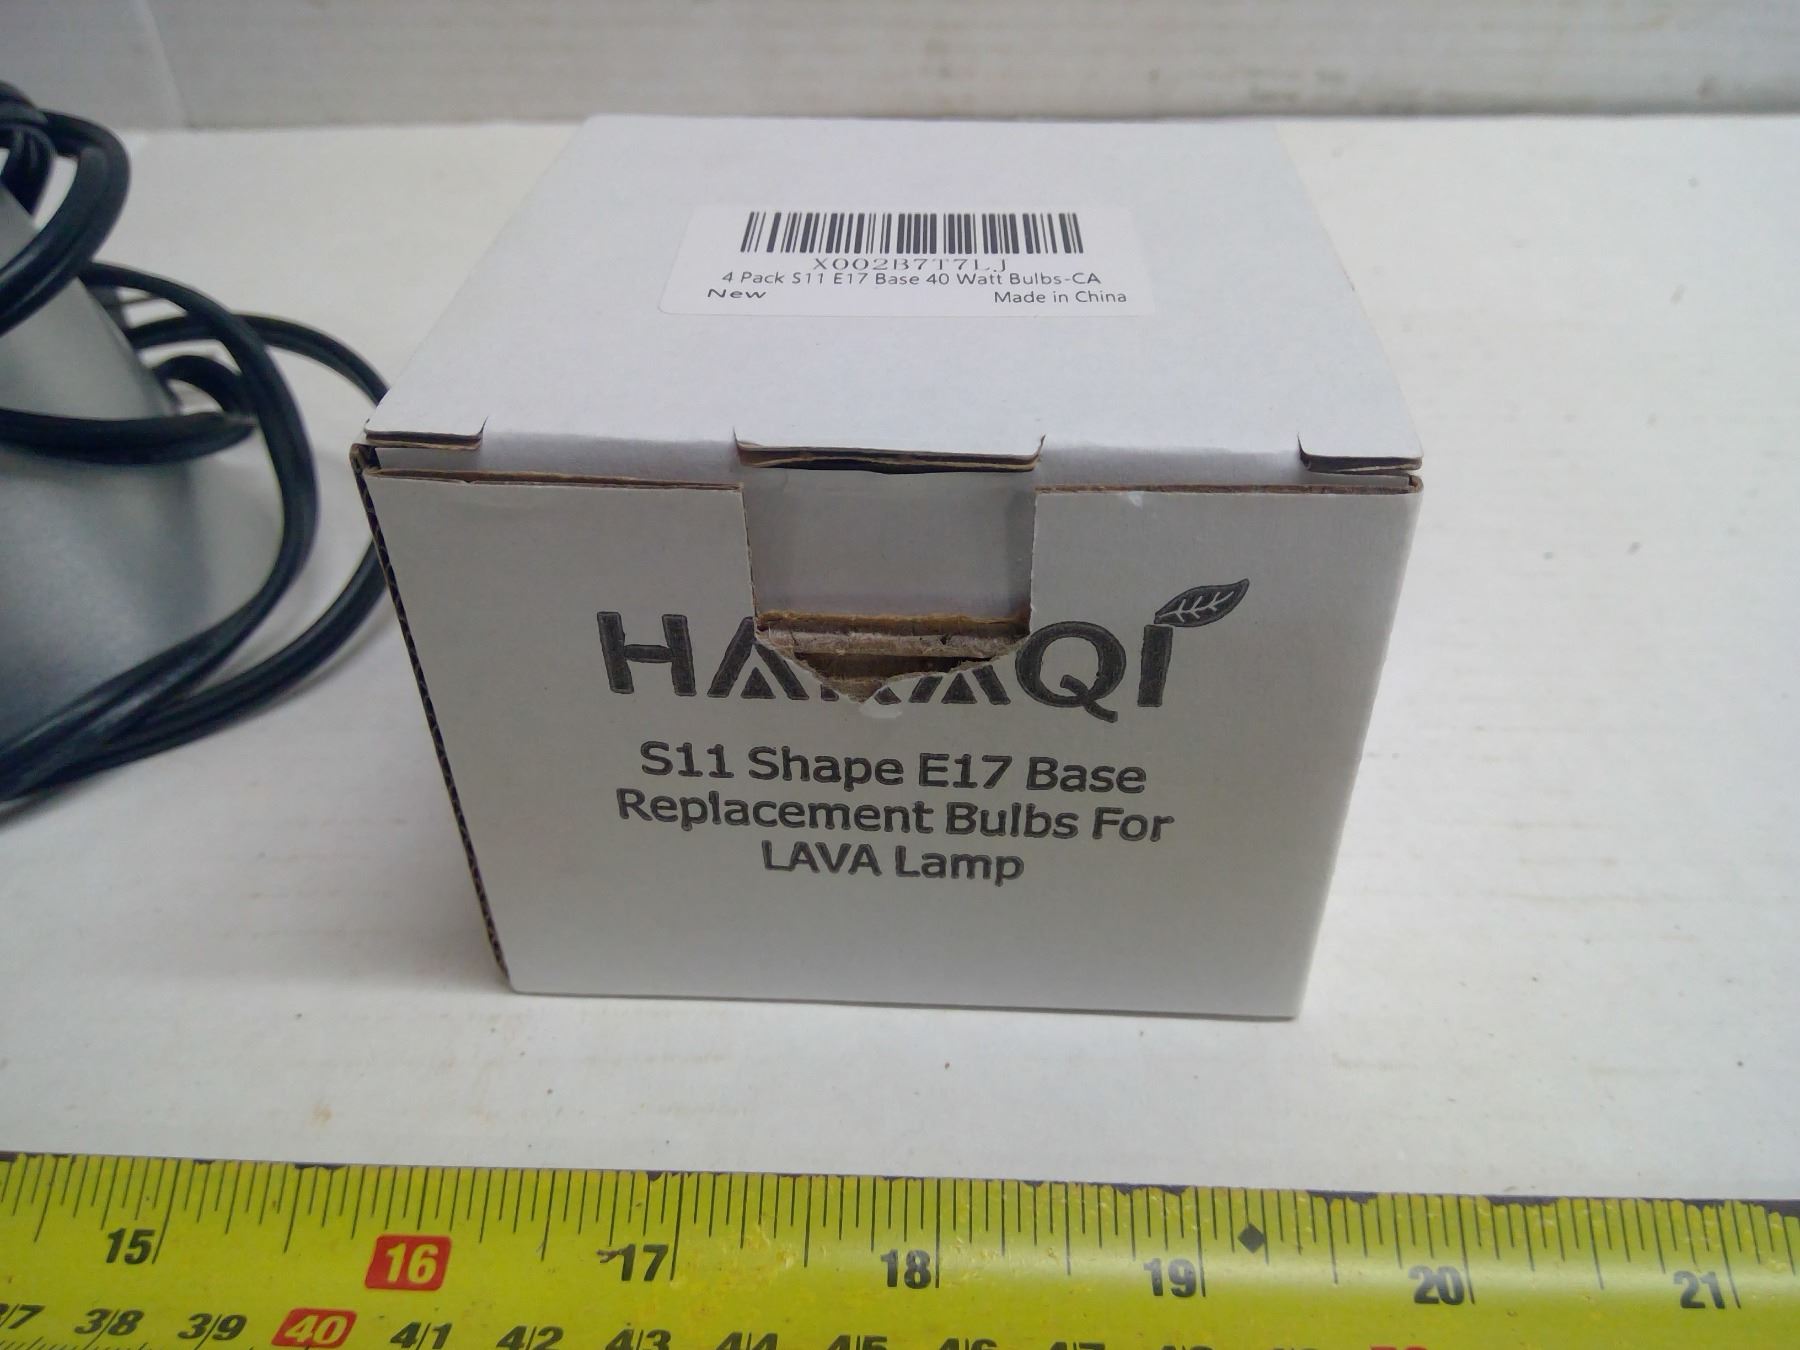 X002B7T7LJ
4 Pack S11 E17 Base 40 Watt Bulbs-CA
New Made in China
S11 Shape E17 Base
Replacement Bulbs For
LAVA Lamp
15 16 17 18 19 20 21
3/8 3/9 40 4/1 4/2 4/3 4/4 4/5 4/6 4/7